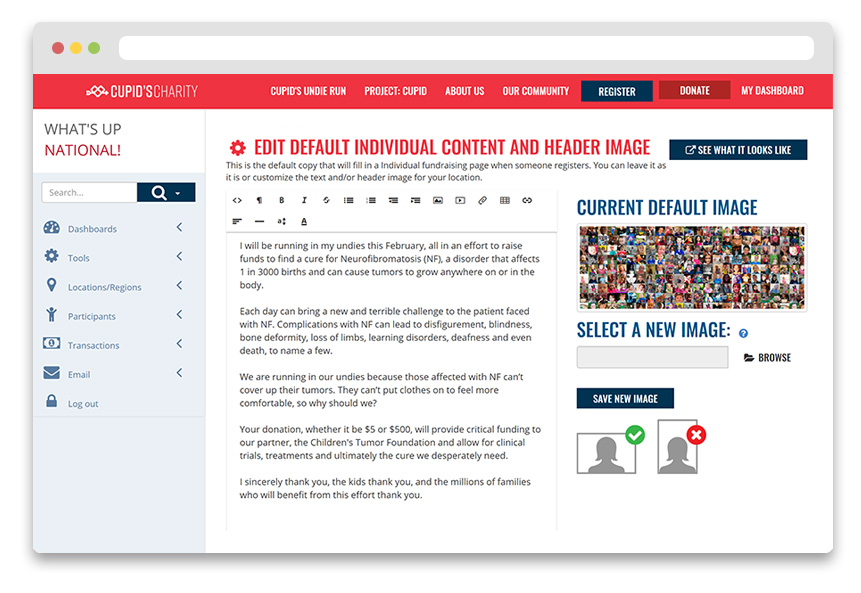 CUPID'SCHARITY
CUPID'S UNDIE RUN PROJECT: CUPID ABOUT US OUR COMMUNITY REGISTER DONATE MY DASHBOARD
WHAT'S UP
NATIONAL!
Search...
Dashboards
Tools
Locations/Regions
Participants
Transactions
Email
Log out
EDIT DEFAULT INDIVIDUAL CONTENT AND HEADER IMAGE
SEE WHAT IT LOOKS LIKE
This is the default copy that will fill in a Individual fundraising page when someone registers. You can leave it as
it is or customize the text and/or header image for your location.
I will be running in my undies this February, all in an effort to raise
funds to find a cure for Neurofibromatosis (NF), a disorder that affects
1 in 3000 births and can cause tumors to grow anywhere on or in the
body.
Each day can bring a new and terrible challenge to the patient faced
with NF. Complications with NF can lead to disfigurement, blindness,
bone deformity, loss of limbs, learning disorders, deafness and even
death, to name a few.
We are running in our undies because those affected with NF can't
cover up their tumors. They can't put clothes on to feel more
comfortable, so why should we?
Your donation, whether it be $5 or $500, will provide critical funding to
our partner, the Children's Tumor Foundation and allow for clinical
trials, treatments and ultimately the cure we desperately need.
I sincerely thank you, the kids thank you, and the millions of families
who will benefit from this effort thank you.
CURRENT DEFAULT IMAGE
SELECT A NEW IMAGE:
BROWSE
SAVE NEW IMAGE